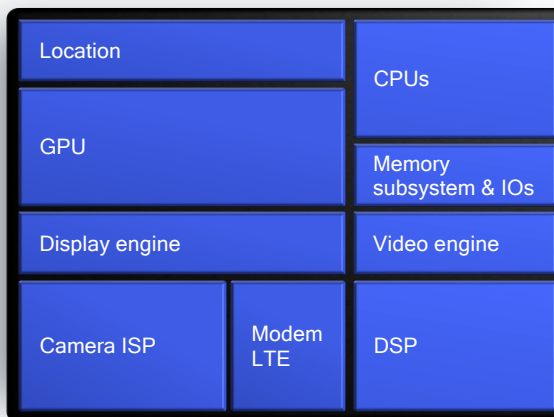 Location
CPUs
GPU
Memory
subsystem & IOs
Display engine
Video engine
Camera ISP
Modem
LTE
DSP